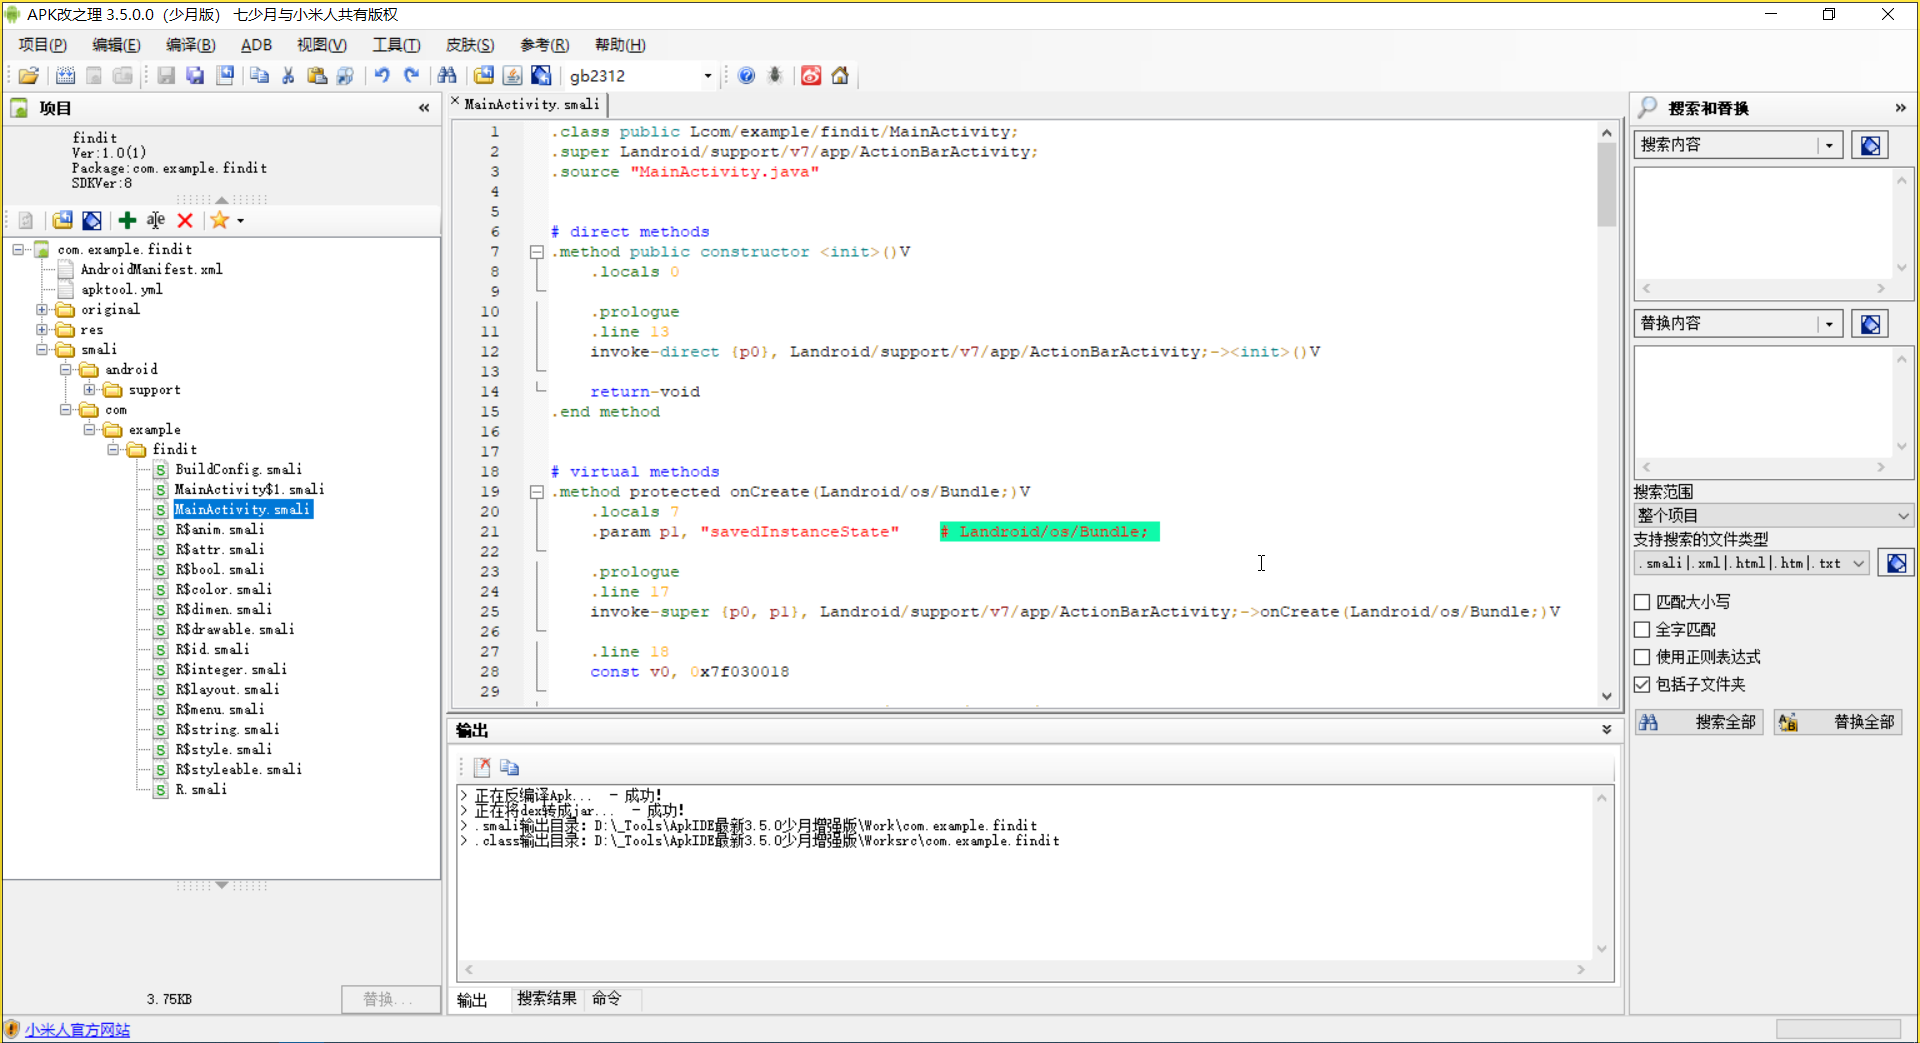 APK改之理 3.5.0.0（少月版） 七少月与小米人共有版权
项目(P) 编辑(E) 编译(B) ADB 视图(V) 工具(T) 皮肤(S) 参考(R) 帮助(H)
gb2312
项目
findit
Ver:1.0(1)
Package:com.example.findit
SDKVer:8
com.example.findit
AndroidManifest.xml
apktool.yml
original
res
smali
android
support
com
example
findit
BuildConfig.smali
MainActivity$1.smali
MainActivity.smali
R$anim.smali
R$attr.smali
R$bool.smali
R$color.smali
R$dimen.smali
R$drawable.smali
R$id.smali
R$integer.smali
R$layout.smali
R$menu.smali
R$string.smali
R$style.smali
R$styleable.smali
R.smali
3.75KB
替换...
小米人官方网站
MainActivity.smali
1 .class public Lcom/example/findit/MainActivity;
2 .super Landroid/support/v7/app/ActionBarActivity;
3 .source "MainActivity.java"
4
5
6 # direct methods
7 .method public constructor <init>()V
8 .locals 0
9
10 .prologue
11 .line 13
12 invoke-direct {p0}, Landroid/support/v7/app/ActionBarActivity;-><init>()V
13
14 return-void
15 .end method
16
17
18 # virtual methods
19 .method protected onCreate(Landroid/os/Bundle;)V
20 .locals 7
21 .param p1, "savedInstanceState" # Landroid/os/Bundle;
22
23 .prologue
24 .line 17
25 invoke-super {p0, p1}, Landroid/support/v7/app/ActionBarActivity;->onCreate(Landroid/os/Bundle;)V
26
27 .line 18
28 const v0, 0x7f030018
29
输出
> 正在反编译Apk... - 成功!
> 正在将dex转成jar... - 成功!
> .smali输出目录: D:\_Tools\ApkIDE最新3.5.0少月增强版\Work\com.example.findit
> .class输出目录: D:\_Tools\ApkIDE最新3.5.0少月增强版\Worksrc\com.example.findit
输出 搜索结果 命令
搜索和替换
搜索内容
替换内容
搜索范围
整个项目
支持搜索的文件类型
.smali|.xml|.html|.htm|.txt
匹配大小写
全字匹配
使用正则表达式
包括子文件夹
搜索全部 替换全部